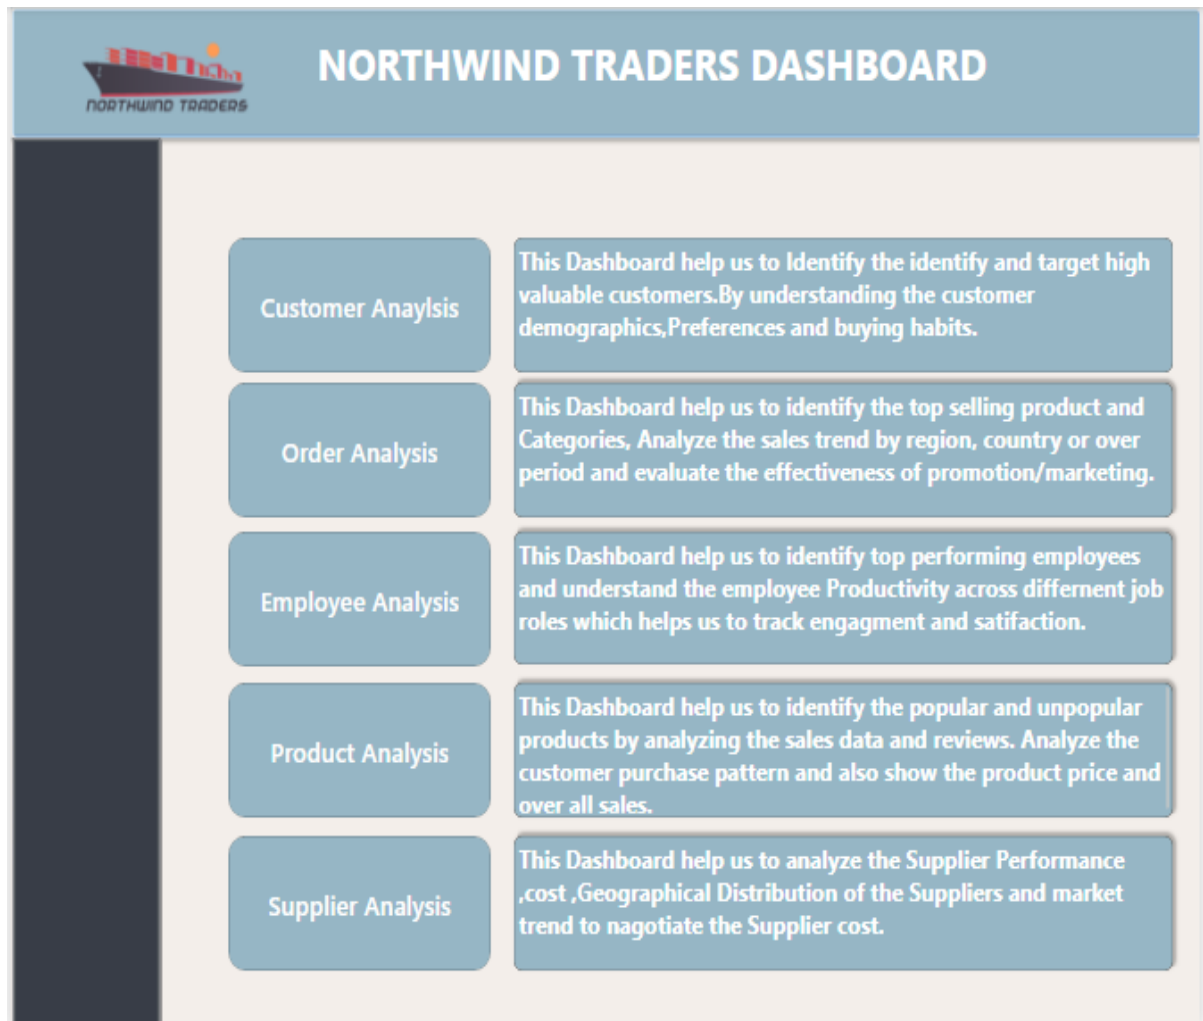 NORTHWIND TRADERS DASHBOARD
NORTHWIND TRADERS
Customer Anaylsis
This Dashboard help us to Identify the identify and target high
valuable customers.By understanding the customer
demographics,Preferences and buying habits.
Order Analysis
This Dashboard help us to identify the top selling product and
Categories, Analyze the sales trend by region, country or over
period and evaluate the effectiveness of promotion/marketing.
Employee Analysis
This Dashboard help us to identify top performing employees
and understand the employee Productivity across differnent job
roles which helps us to track engagment and satifaction.
Product Analysis
This Dashboard help us to identify the popular and unpopular
products by analyzing the sales data and reviews. Analyze the
customer purchase pattern and also show the product price and
over all sales.
Supplier Analysis
This Dashboard help us to analyze the Supplier Performance
,cost ,Geographical Distribution of the Suppliers and market
trend to nagotiate the Supplier cost.